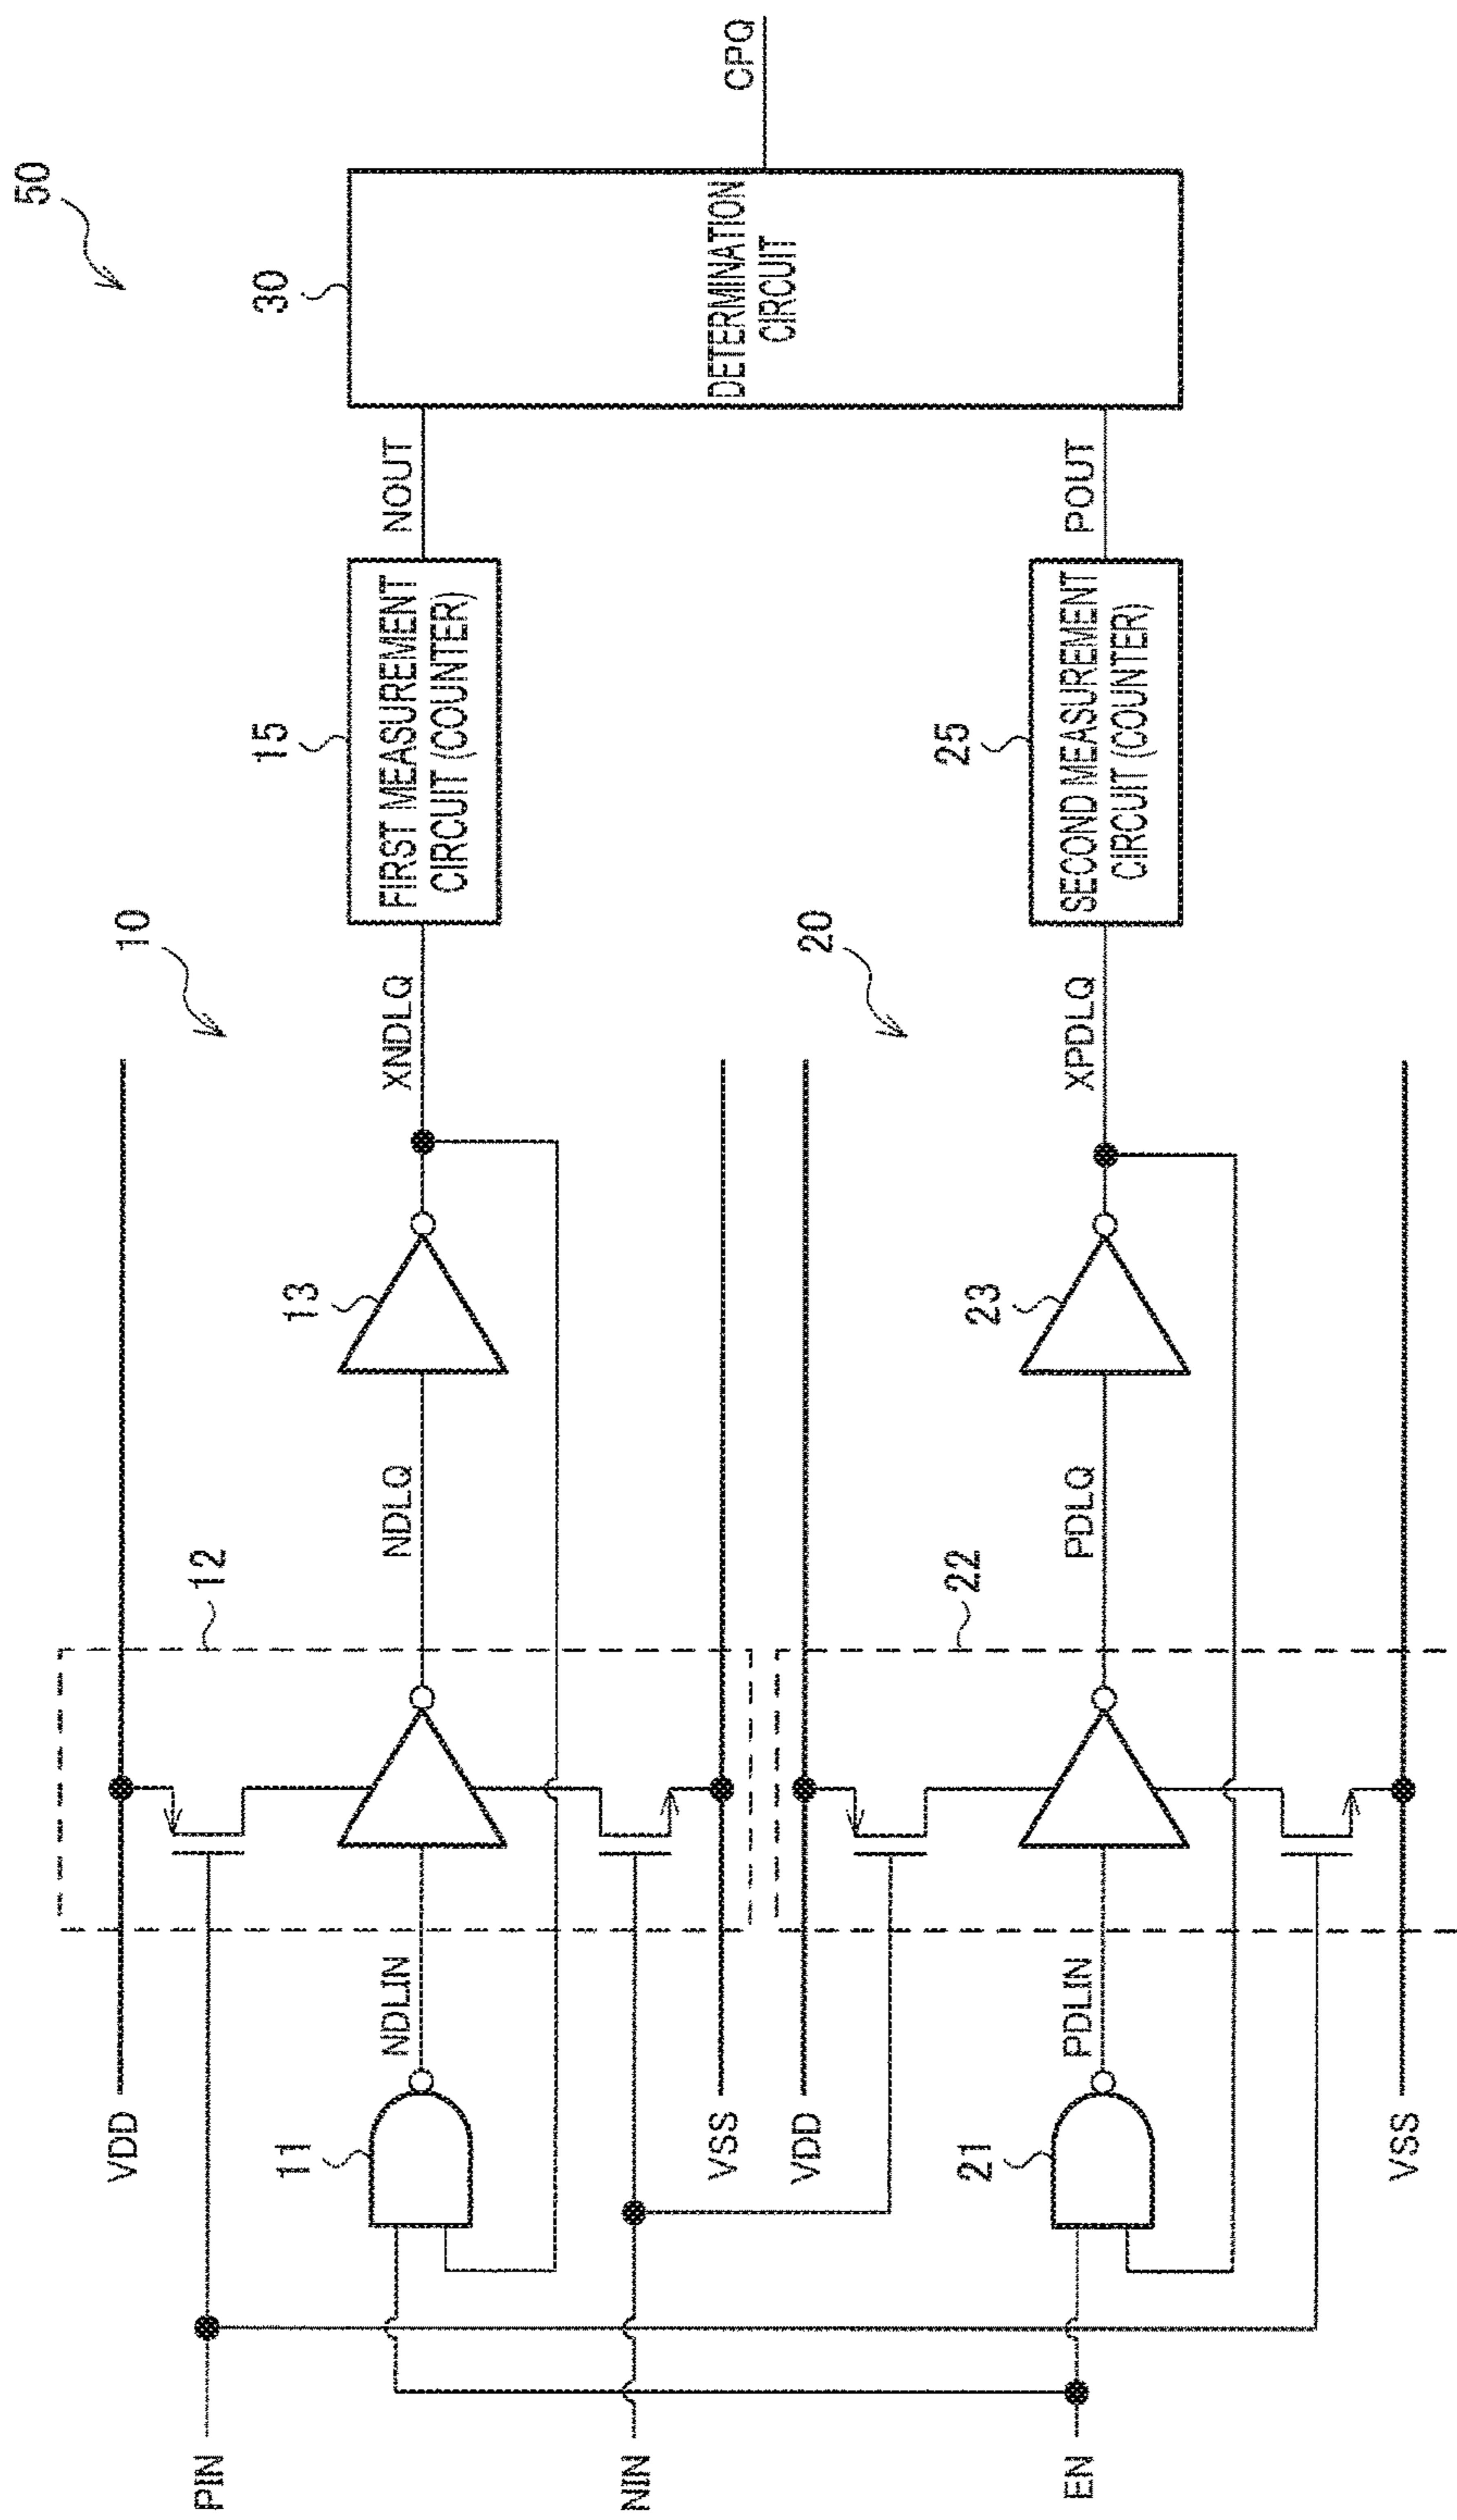 50
10
12
13
15
30
VDD
PIN
11
NDLIN
NDLQ
XNDLQ
FIRST MEASUREMENT
CIRCUIT (COUNTER)
NOUT
DETERMINATION
CIRCUIT
CPQ
NIN
VSS
VDD
20
22
23
25
21
EN
PDLIN
PDLQ
XPDLQ
SECOND MEASUREMENT
CIRCUIT (COUNTER)
POUT
VSS